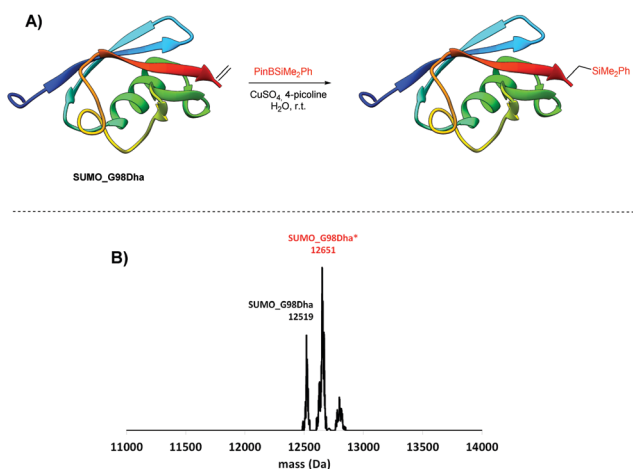 A)
PinBSiMe2Ph
CuSO4, 4-picoline
H2O, r.t.
SiMe2Ph
SUMO_G98Dha
B)
SUMO_G98Dha*
12651
SUMO_G98Dha
12519
11000 11500 12000 12500 13000 13500 14000
mass (Da)